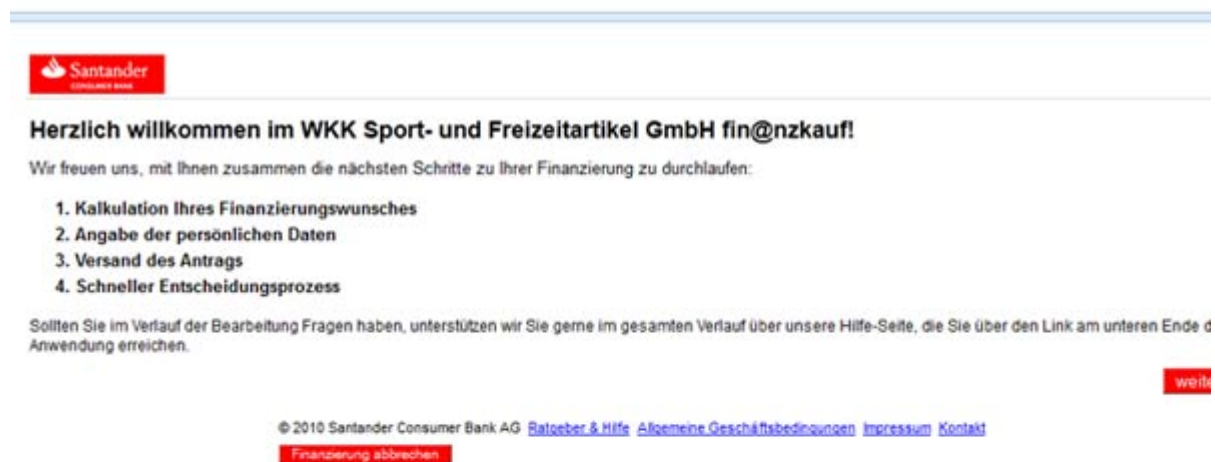 Santander
CONSUMER BANK
Herzlich willkommen im WKK Sport- und Freizeitartikel GmbH fin@nzkauf!
Wir freuen uns, mit Ihnen zusammen die nächsten Schritte zu Ihrer Finanzierung zu durchlaufen:
1. Kalkulation Ihres Finanzierungswunsches
2. Angabe der persönlichen Daten
3. Versand des Antrags
4. Schneller Entscheidungsprozess
Sollten Sie im Verlauf der Bearbeitung Fragen haben, unterstützen wir Sie gerne im gesamten Verlauf über unsere Hilfe-Seite, die Sie über den Link am unteren Ende d
Anwendung erreichen.
weite
© 2010 Santander Consumer Bank AG Ratgeber & Hilfe Allgemeine Geschäftsbedingungen Impressum Kontakt
Finanzierung abbrechen